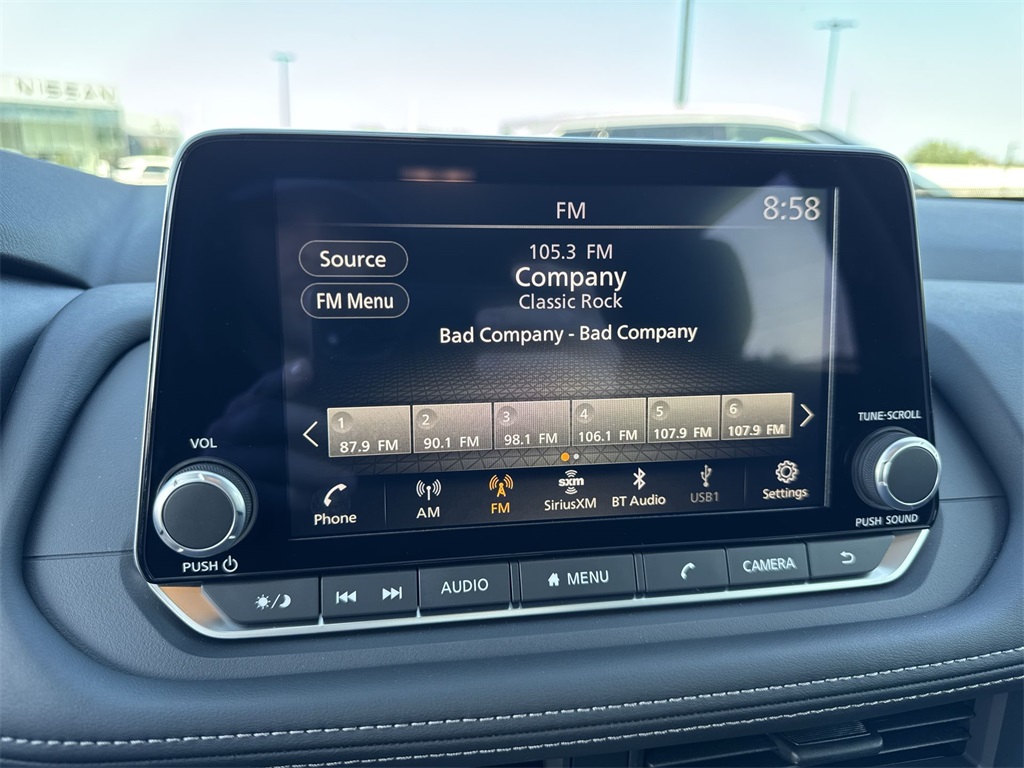 NISSAN
FM
8:58
Source
FM Menu
105.3 FM
Company
Classic Rock
Bad Company - Bad Company
1
87.9 FM
2
90.1 FM
3
98.1 FM
4
106.1 FM
5
107.9 FM
6
107.9 FM
Phone
AM
FM
sxm
SiriusXM
BT Audio
USB1
Settings
VOL
PUSH
TUNE·SCROLL
PUSH SOUND
AUDIO
MENU
CAMERA